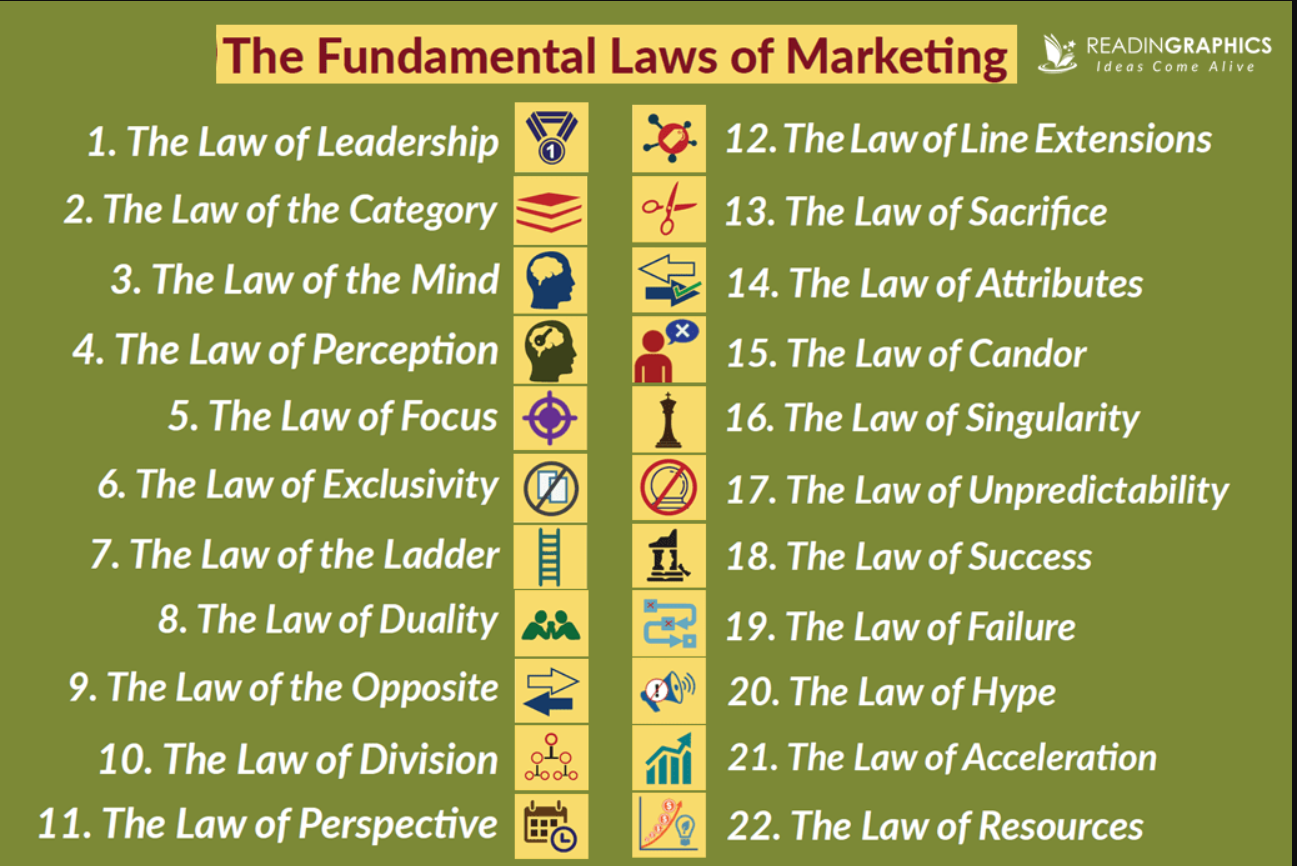 The Fundamental Laws of Marketing
READINGRAPHICS
Ideas Come Alive
1. The Law of Leadership
2. The Law of the Category
3. The Law of the Mind
4. The Law of Perception
5. The Law of Focus
6. The Law of Exclusivity
7. The Law of the Ladder
8. The Law of Duality
9. The Law of the Opposite
10. The Law of Division
11. The Law of Perspective
1
12. The Law of Line Extensions
13. The Law of Sacrifice
14. The Law of Attributes
15. The Law of Candor
16. The Law of Singularity
17. The Law of Unpredictability
18. The Law of Success
19. The Law of Failure
20. The Law of Hype
21. The Law of Acceleration
22. The Law of Resources